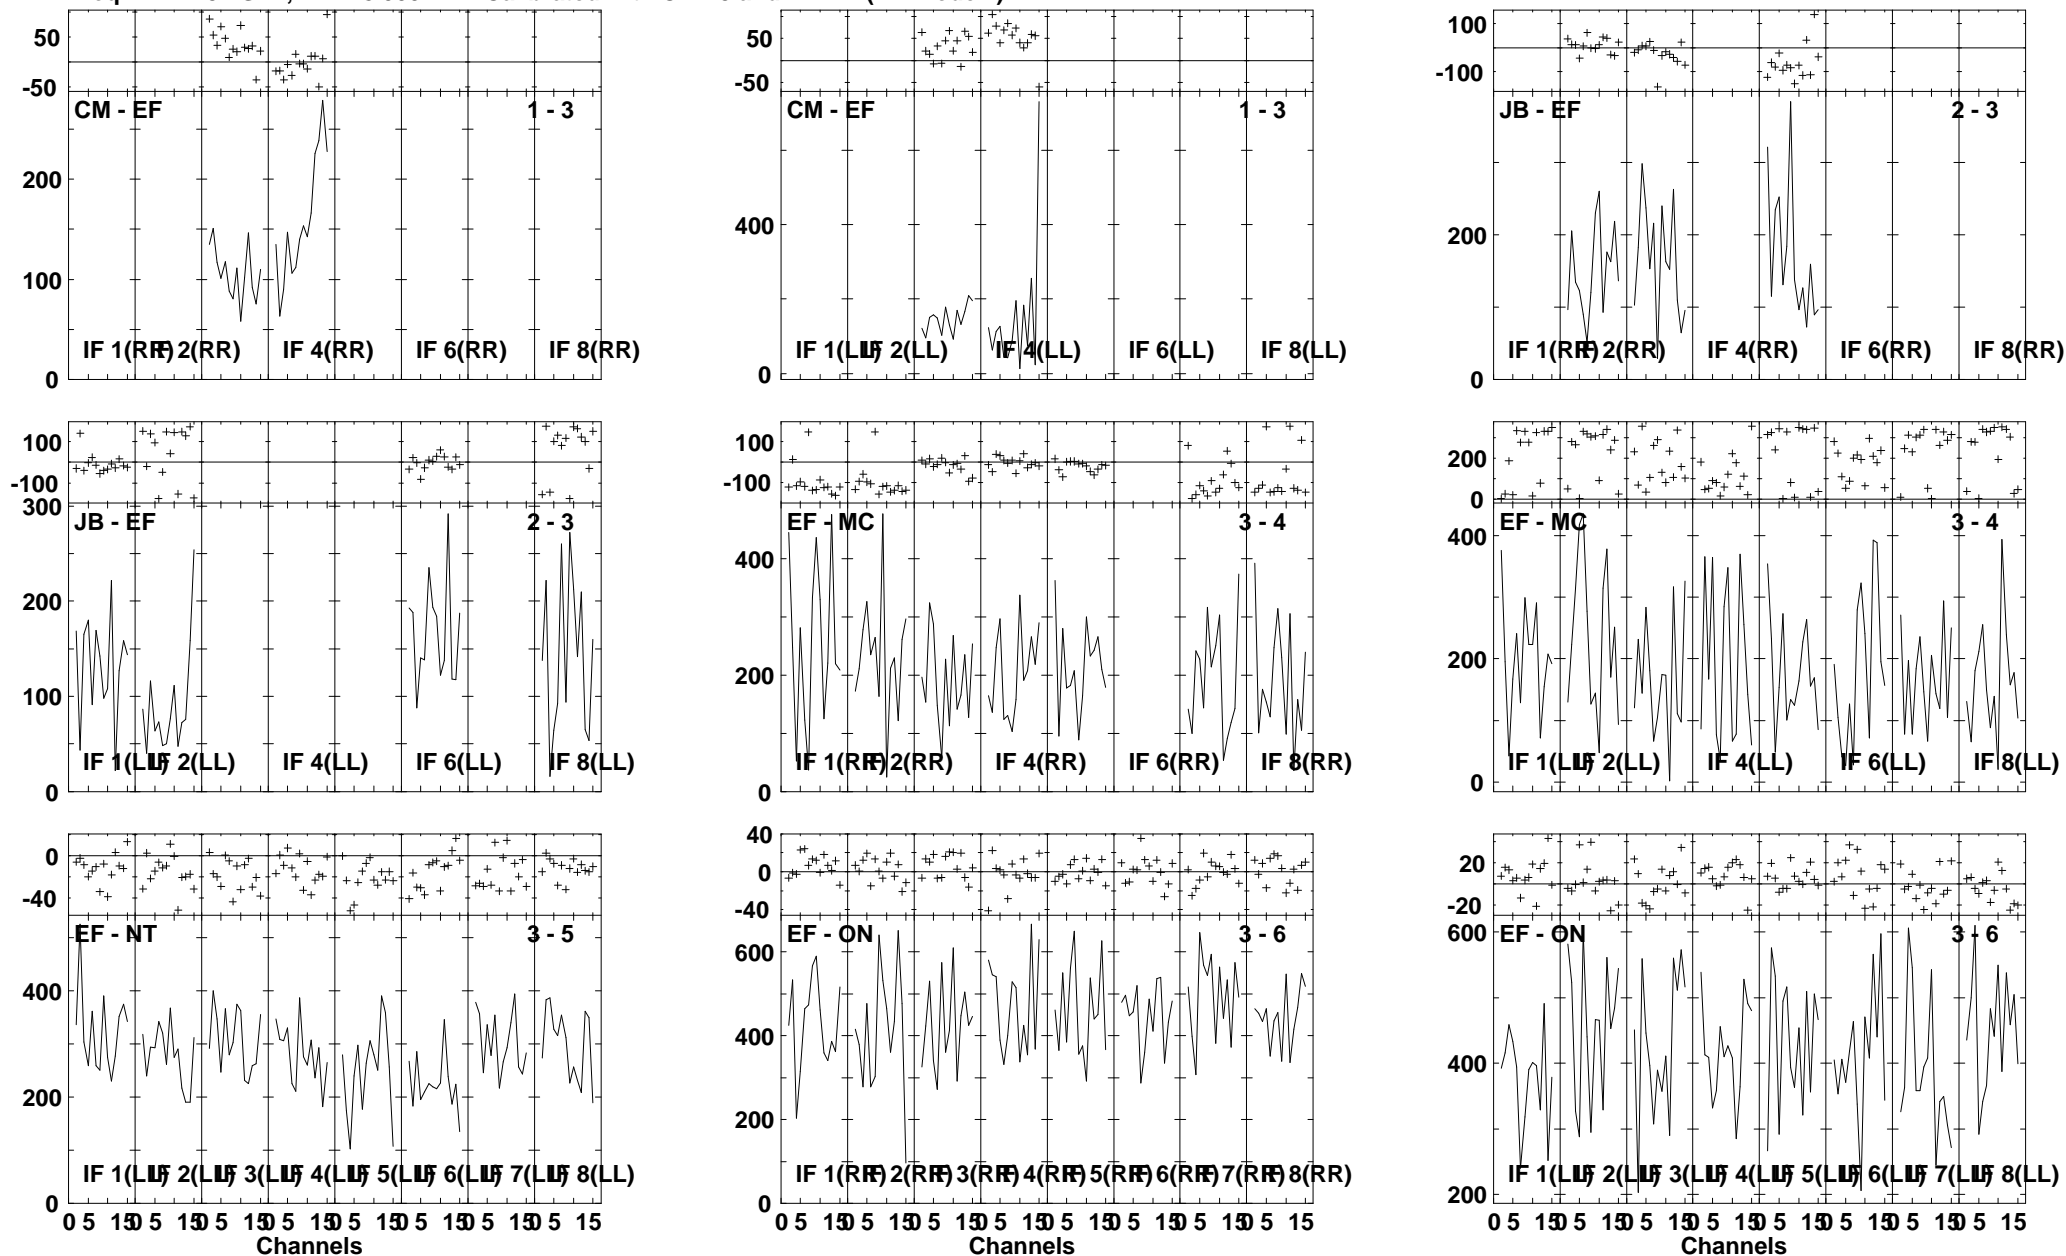 50
-50
CM - EF 1 - 3
200
100
0
IF 1(RR) IF 2(RR) IF 4(RR) IF 6(RR) IF 8(RR)
50
-50
CM - EF 1 - 3
400
0
IF 1(LL) IF 2(LL) IF 4(LL) IF 6(LL) IF 8(LL)
100
-100
JB - EF 2 - 3
200
0
IF 1(RR) IF 2(RR) IF 4(RR) IF 6(RR) IF 8(RR)
100
-100
300
JB - EF 2 - 3
200
100
0
IF 1(LL) IF 2(LL) IF 4(LL) IF 6(LL) IF 8(LL)
100
-100
EF - MC 3 - 4
400
200
0
IF 1(RR) IF 2(RR) IF 4(RR) IF 6(RR) IF 8(RR)
200
0
EF - MC 3 - 4
400
200
0
IF 1(LL) IF 2(LL) IF 4(LL) IF 6(LL) IF 8(LL)
0
-40
EF - NT 3 - 5
400
200
0
IF 1(LL) IF 2(LL) IF 3(LL) IF 4(LL) IF 5(LL) IF 6(LL) IF 7(LL) IF 8(LL)
0 5 15 0 5 15 0 5 15 0 5 15 0 5 15 0 5 15 0 5 15 0 5 15
Channels
40
0
-40
EF - ON 3 - 6
600
400
200
0
IF 1(RR) IF 2(RR) IF 3(RR) IF 4(RR) IF 5(RR) IF 6(RR) IF 7(RR) IF 8(RR)
0 5 15 0 5 15 0 5 15 0 5 15 0 5 15 0 5 15 0 5 15 0 5 15
Channels
20
-20
600
EF - ON 3 - 6
400
200
IF 1(LL) IF 2(LL) IF 3(LL) IF 4(LL) IF 5(LL) IF 6(LL) IF 7(LL) IF 8(LL)
0 5 15 0 5 15 0 5 15 0 5 15 0 5 15 0 5 15 0 5 15 0 5 15
Channels